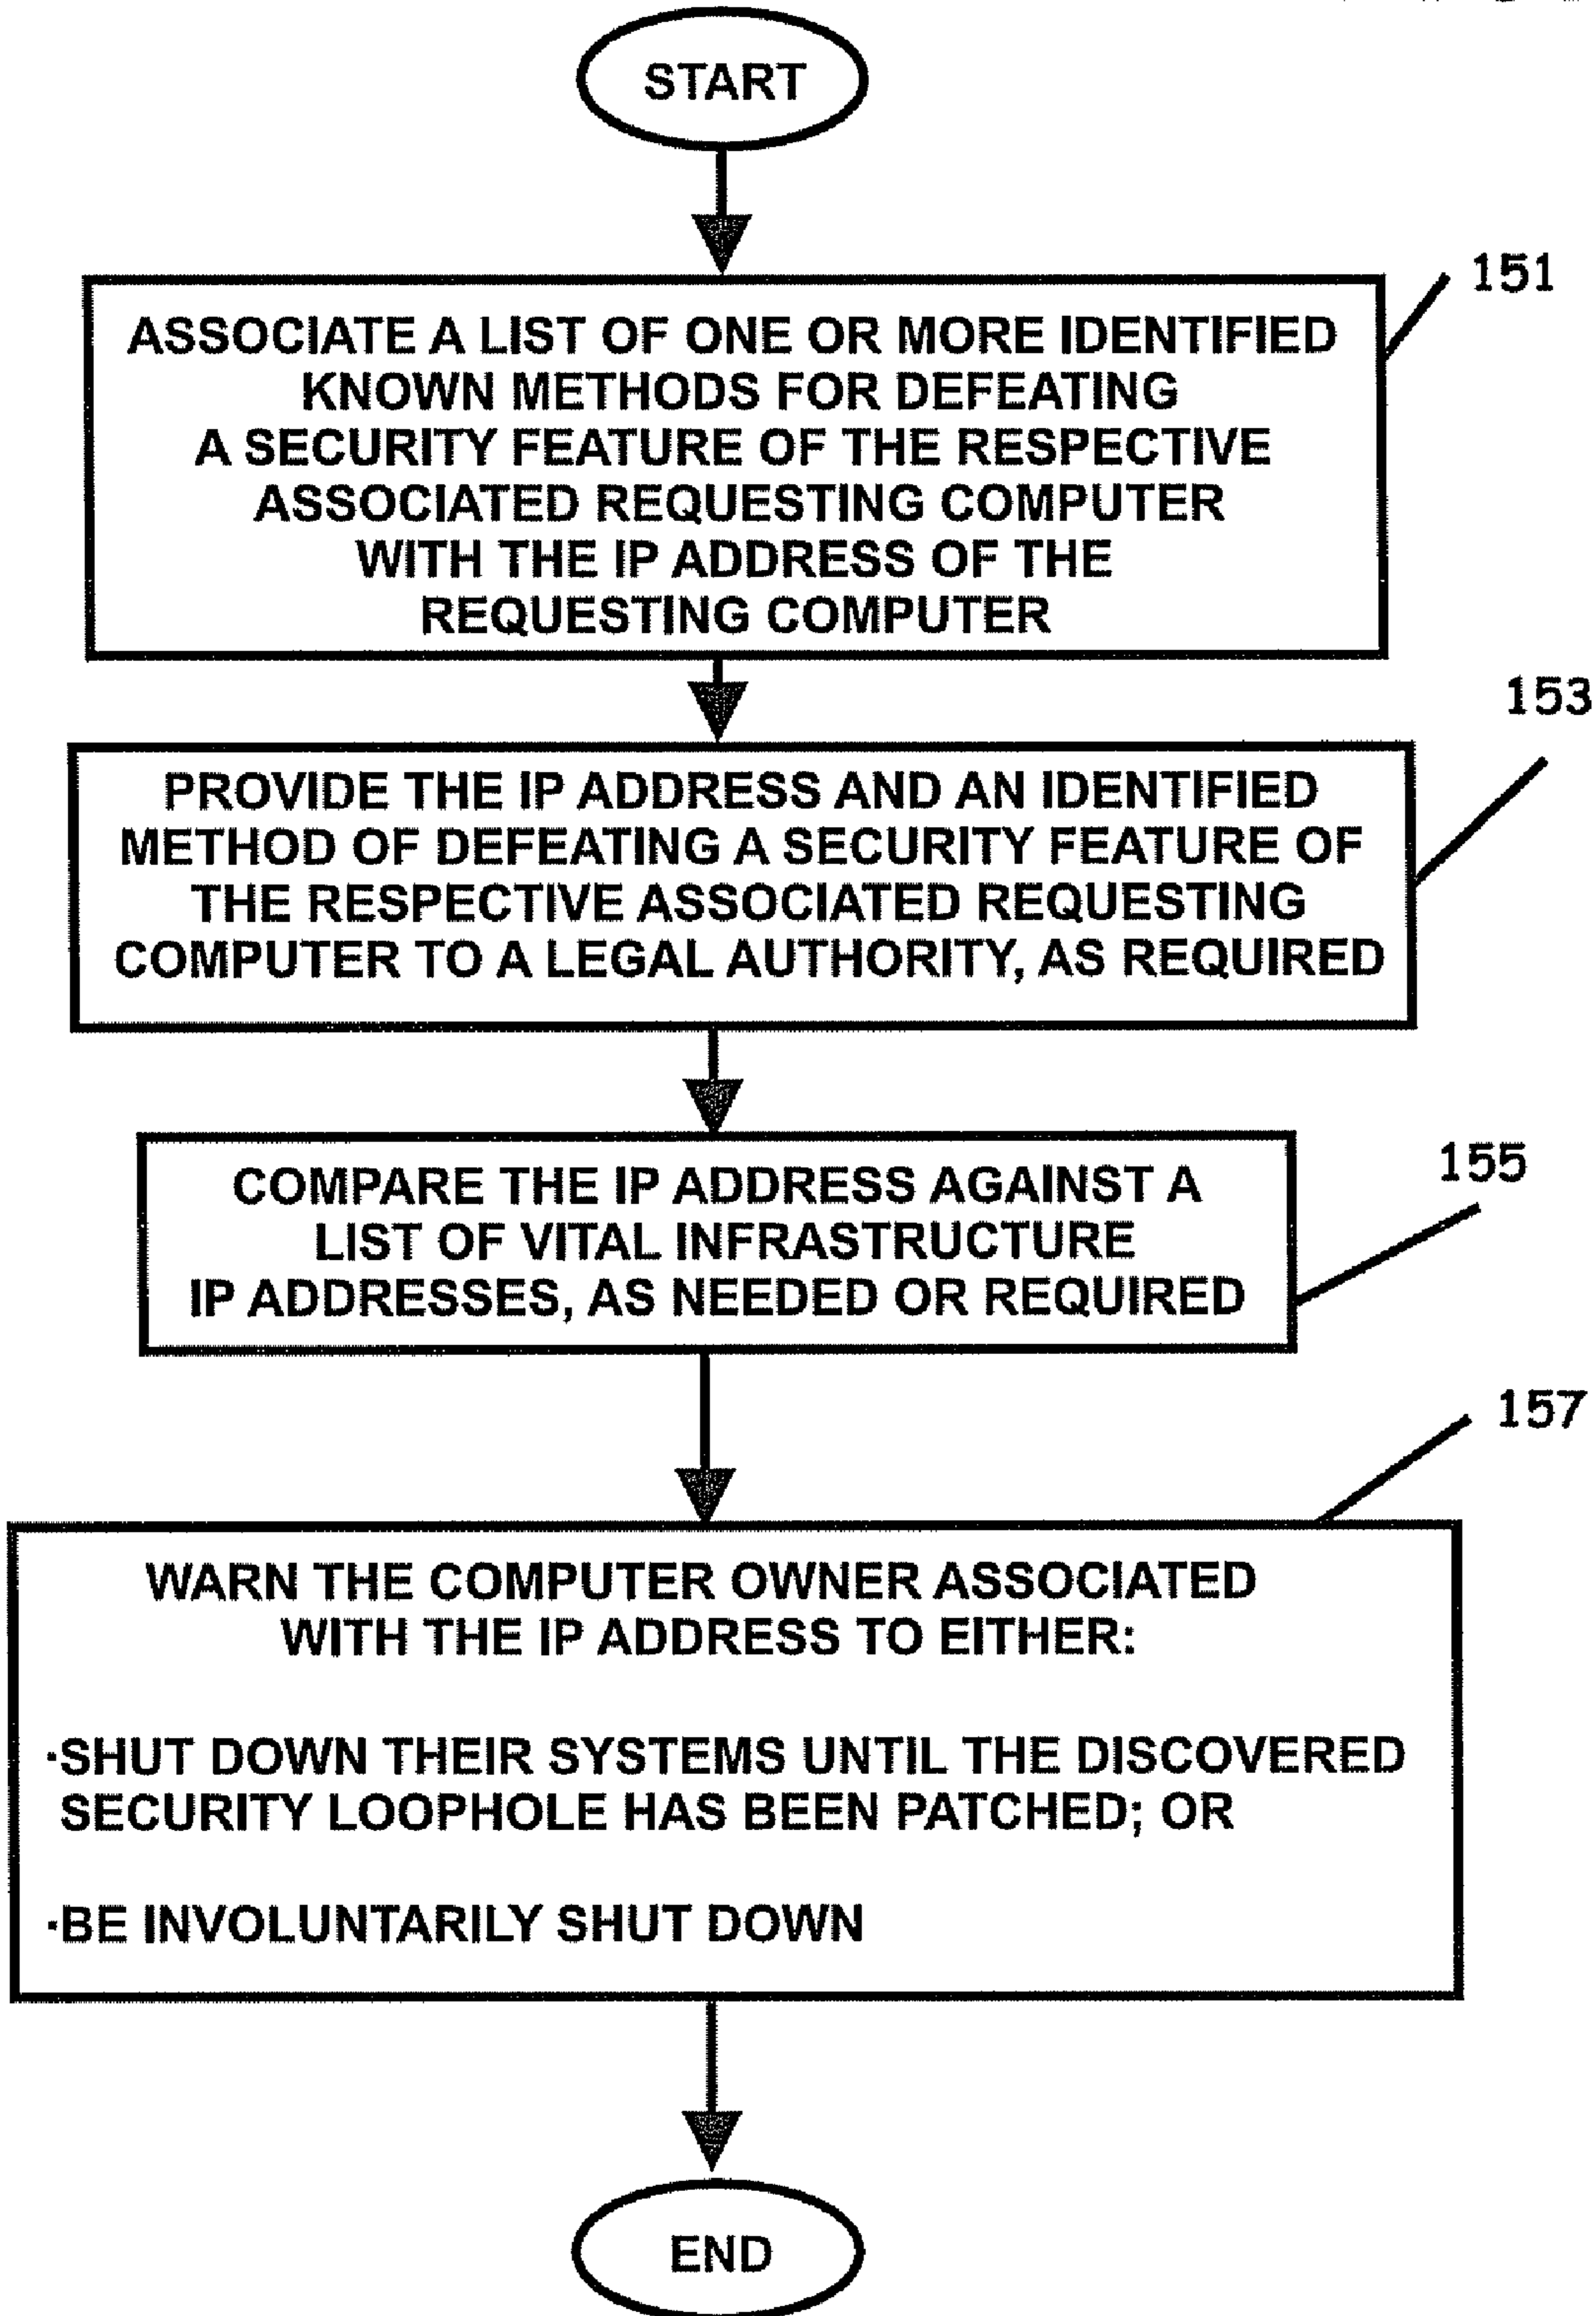 START
151
ASSOCIATE A LIST OF ONE OR MORE IDENTIFIED
KNOWN METHODS FOR DEFEATING
A SECURITY FEATURE OF THE RESPECTIVE
ASSOCIATED REQUESTING COMPUTER
WITH THE IP ADDRESS OF THE
REQUESTING COMPUTER
153
PROVIDE THE IP ADDRESS AND AN IDENTIFIED
METHOD OF DEFEATING A SECURITY FEATURE OF
THE RESPECTIVE ASSOCIATED REQUESTING
COMPUTER TO A LEGAL AUTHORITY, AS REQUIRED
155
COMPARE THE IP ADDRESS AGAINST A
LIST OF VITAL INFRASTRUCTURE
IP ADDRESSES, AS NEEDED OR REQUIRED
157
WARN THE COMPUTER OWNER ASSOCIATED
WITH THE IP ADDRESS TO EITHER:
·SHUT DOWN THEIR SYSTEMS UNTIL THE DISCOVERED
SECURITY LOOPHOLE HAS BEEN PATCHED; OR
·BE INVOLUNTARILY SHUT DOWN
END